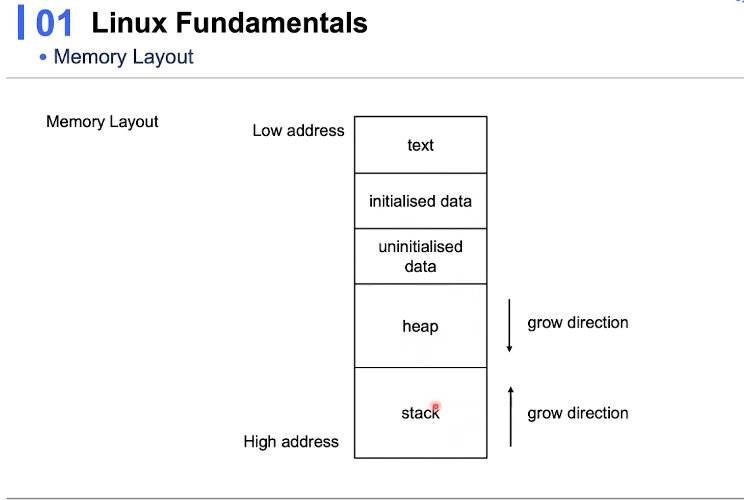 01 Linux Fundamentals
• Memory Layout
Memory Layout
Low address
text
initialised data
uninitialised
data
heap
grow direction
stack
grow direction
High address